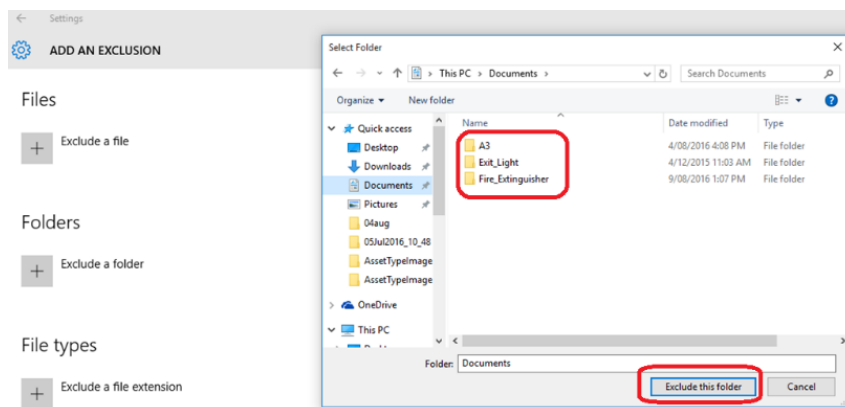 Settings
ADD AN EXCLUSION
Files
Exclude a file
Folders
Exclude a folder
File types
Exclude a file extension
Select Folder
This PC > Documents >
Search Documents
Organize
New folder
Name Date modified Type
Quick access
Desktop
Downloads
Documents
Pictures
04aug
05Jul2016_10_48
AssetTypeImage
AssetTypeImage
OneDrive
This PC
A3 4/08/2016 4:08 PM File folder
Exit_Light 4/12/2015 11:03 AM File folder
Fire_Extinguisher 9/08/2016 1:07 PM File folder
Folder: Documents
Exclude this folder Cancel